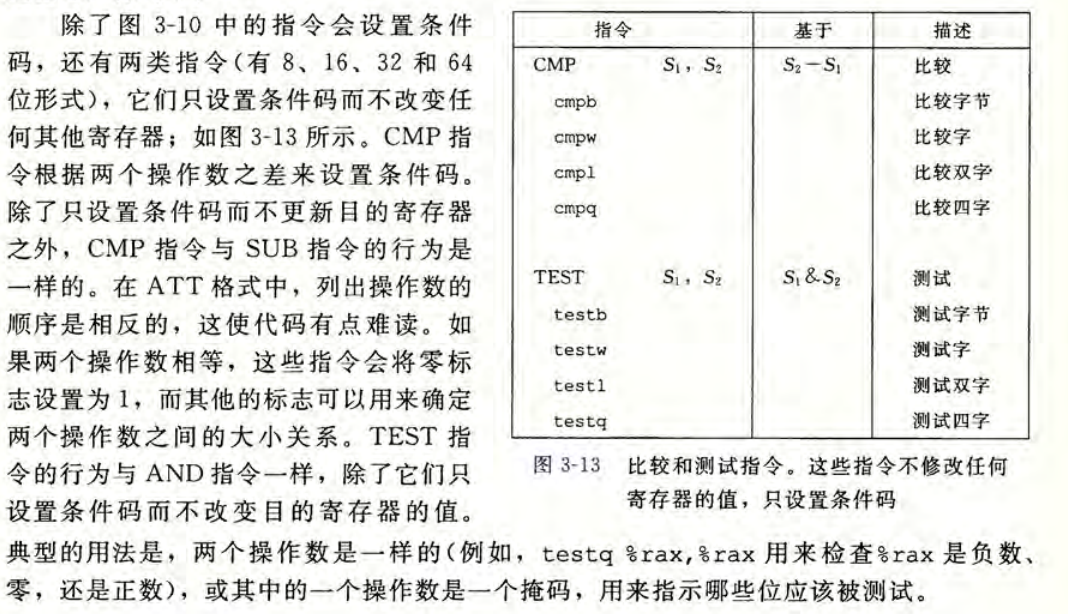 除了图 3-10 中的指令会设置条件
码，还有两类指令(有 8、16、32 和 64
位形式)，它们只设置条件码而不改变任
何其他寄存器；如图 3-13 所示。CMP 指
令根据两个操作数之差来设置条件码。
除了只设置条件码而不更新目的寄存器
之外，CMP 指令与 SUB 指令的行为是
一样的。在 ATT 格式中，列出操作数的
顺序是相反的，这使代码有点难读。如
果两个操作数相等，这些指令会将零标
志设置为 1，而其他的标志可以用来确定
两个操作数之间的大小关系。TEST 指
令的行为与 AND 指令一样，除了它们只
设置条件码而不改变目的寄存器的值。
指令 基于 描述
CMP S₁, S₂ S₂－S₁ 比较
cmpb 比较字节
cmpw 比较字
cmpl 比较双字
cmpq 比较四字
TEST S₁, S₂ S₁&S₂ 测试
testb 测试字节
testw 测试字
testl 测试双字
testq 测试四字
图 3-13 比较和测试指令。这些指令不修改任何
寄存器的值，只设置条件码
典型的用法是，两个操作数是一样的(例如，testq %rax,%rax 用来检查%rax 是负数、
零，还是正数)，或其中的一个操作数是一个掩码，用来指示哪些位应该被测试。